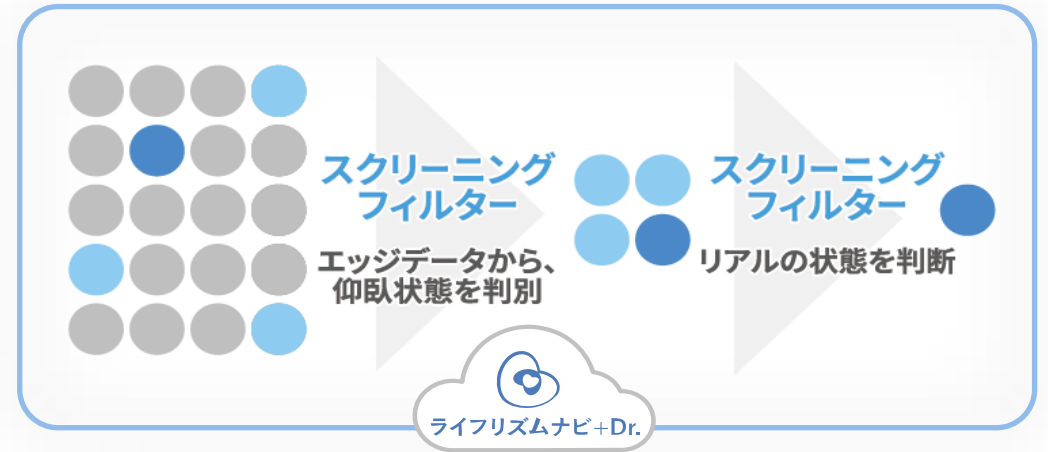 スクリーニング
フィルター
エッジデータから、
仰臥状態を判別
スクリーニング
フィルター
リアルの状態を判断
ライフリズムナビ+Dr.